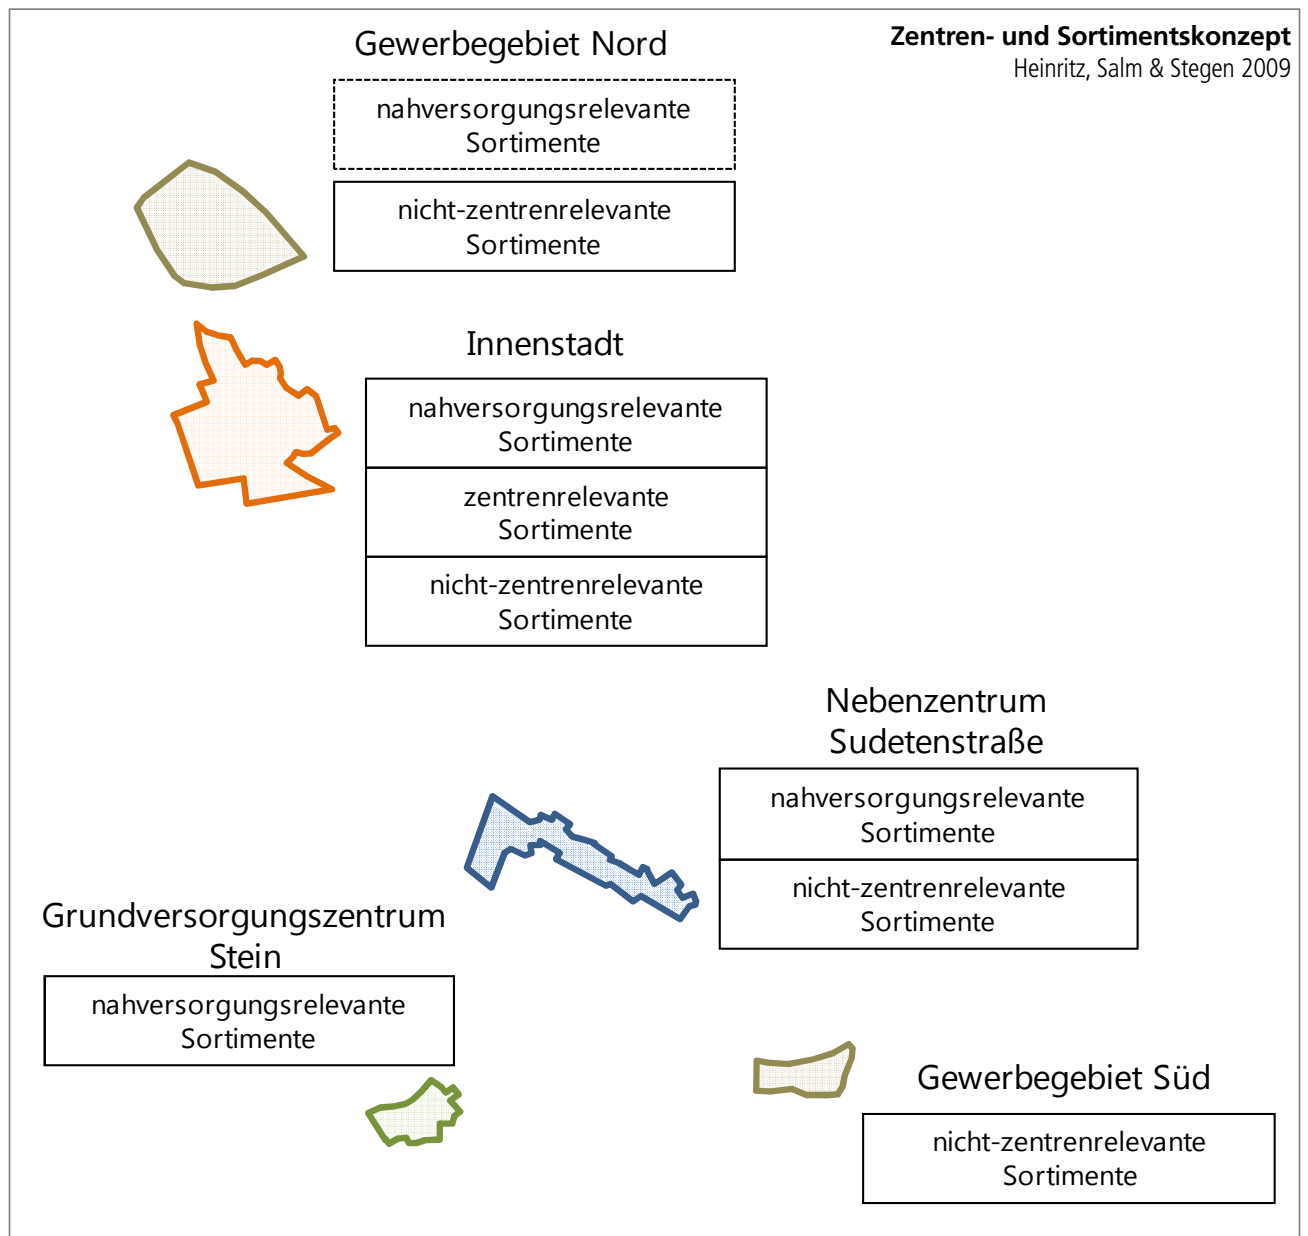 Zentren- und Sortimentskonzept
Heinritz, Salm & Stegen 2009
Gewerbegebiet Nord
nahversorgungsrelevante
Sortimente
nicht-zentrenrelevante
Sortimente
Innenstadt
nahversorgungsrelevante
Sortimente
zentrenrelevante
Sortimente
nicht-zentrenrelevante
Sortimente
Nebenzentrum
Sudetenstraße
nahversorgungsrelevante
Sortimente
nicht-zentrenrelevante
Sortimente
Grundversorgungszentrum
Stein
nahversorgungsrelevante
Sortimente
Gewerbegebiet Süd
nicht-zentrenrelevante
Sortimente